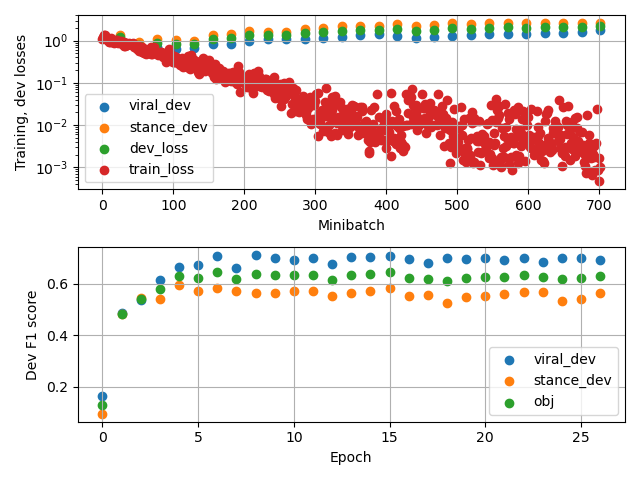 Training, dev losses
10⁰
10⁻¹
10⁻²
10⁻³
viral_dev
stance_dev
dev_loss
train_loss
0 100 200 300 400 500 600 700
Minibatch
Dev F1 score
0.6
0.4
0.2
viral_dev
stance_dev
obj
0 5 10 15 20 25
Epoch